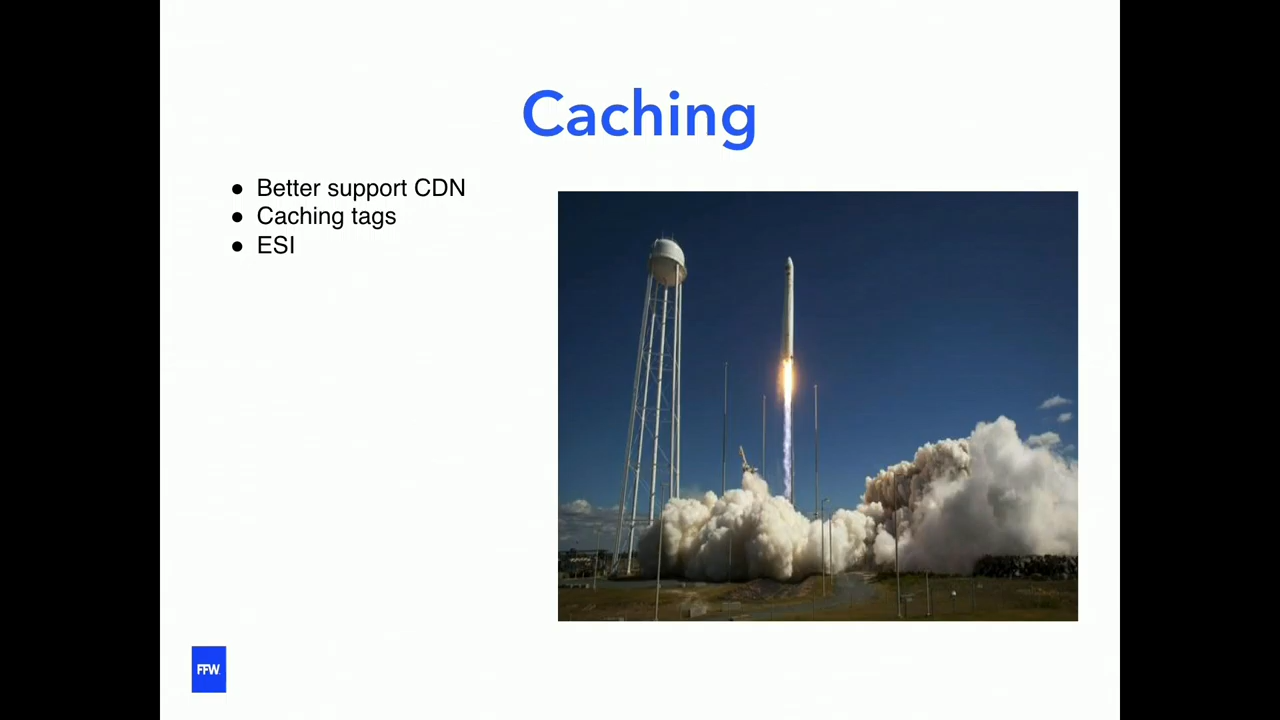 Caching
● Better support CDN
● Caching tags
● ESI
FFW